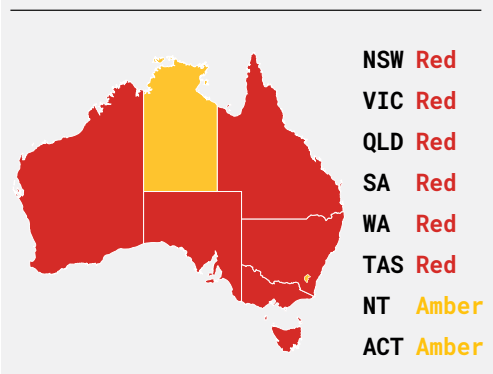 NSW Red
VIC Red
QLD Red
SA Red
WA Red
TAS Red
NT Amber
ACT Amber